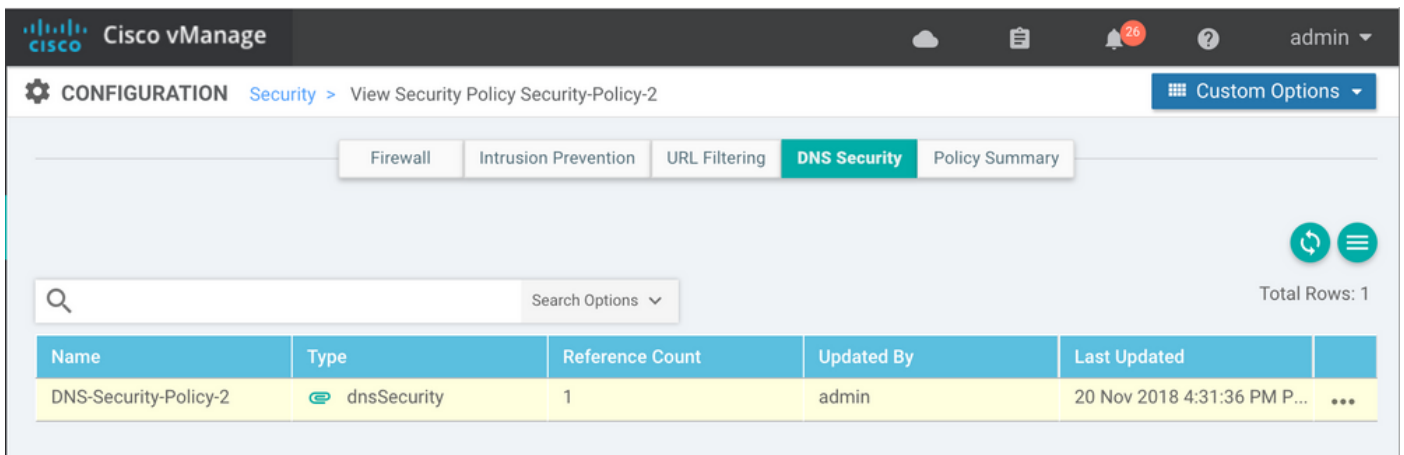 CISCO Cisco vManage 26 ? admin
CONFIGURATION Security > View Security Policy Security-Policy-2 Custom Options
Firewall Intrusion Prevention URL Filtering DNS Security Policy Summary
Search Options Total Rows: 1
Name Type Reference Count Updated By Last Updated
DNS-Security-Policy-2 dnsSecurity 1 admin 20 Nov 2018 4:31:36 PM P... •••